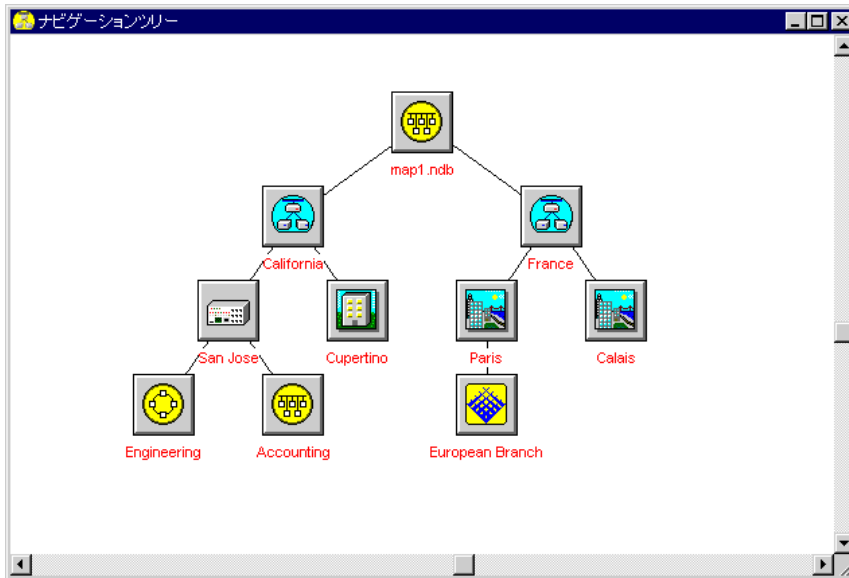 ナビゲーションツリー
map1.ndb
California
France
San Jose
Cupertino
Paris
Calais
Engineering
Accounting
European Branch